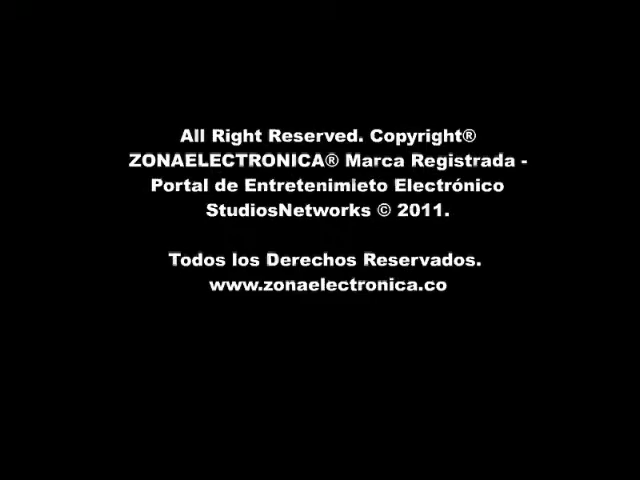 All Right Reserved. Copyright®
ZONAELECTRONICA® Marca Registrada -
Portal de Entretenimieto Electrónico
StudiosNetworks © 2011.
Todos los Derechos Reservados.
www.zonaelectronica.co